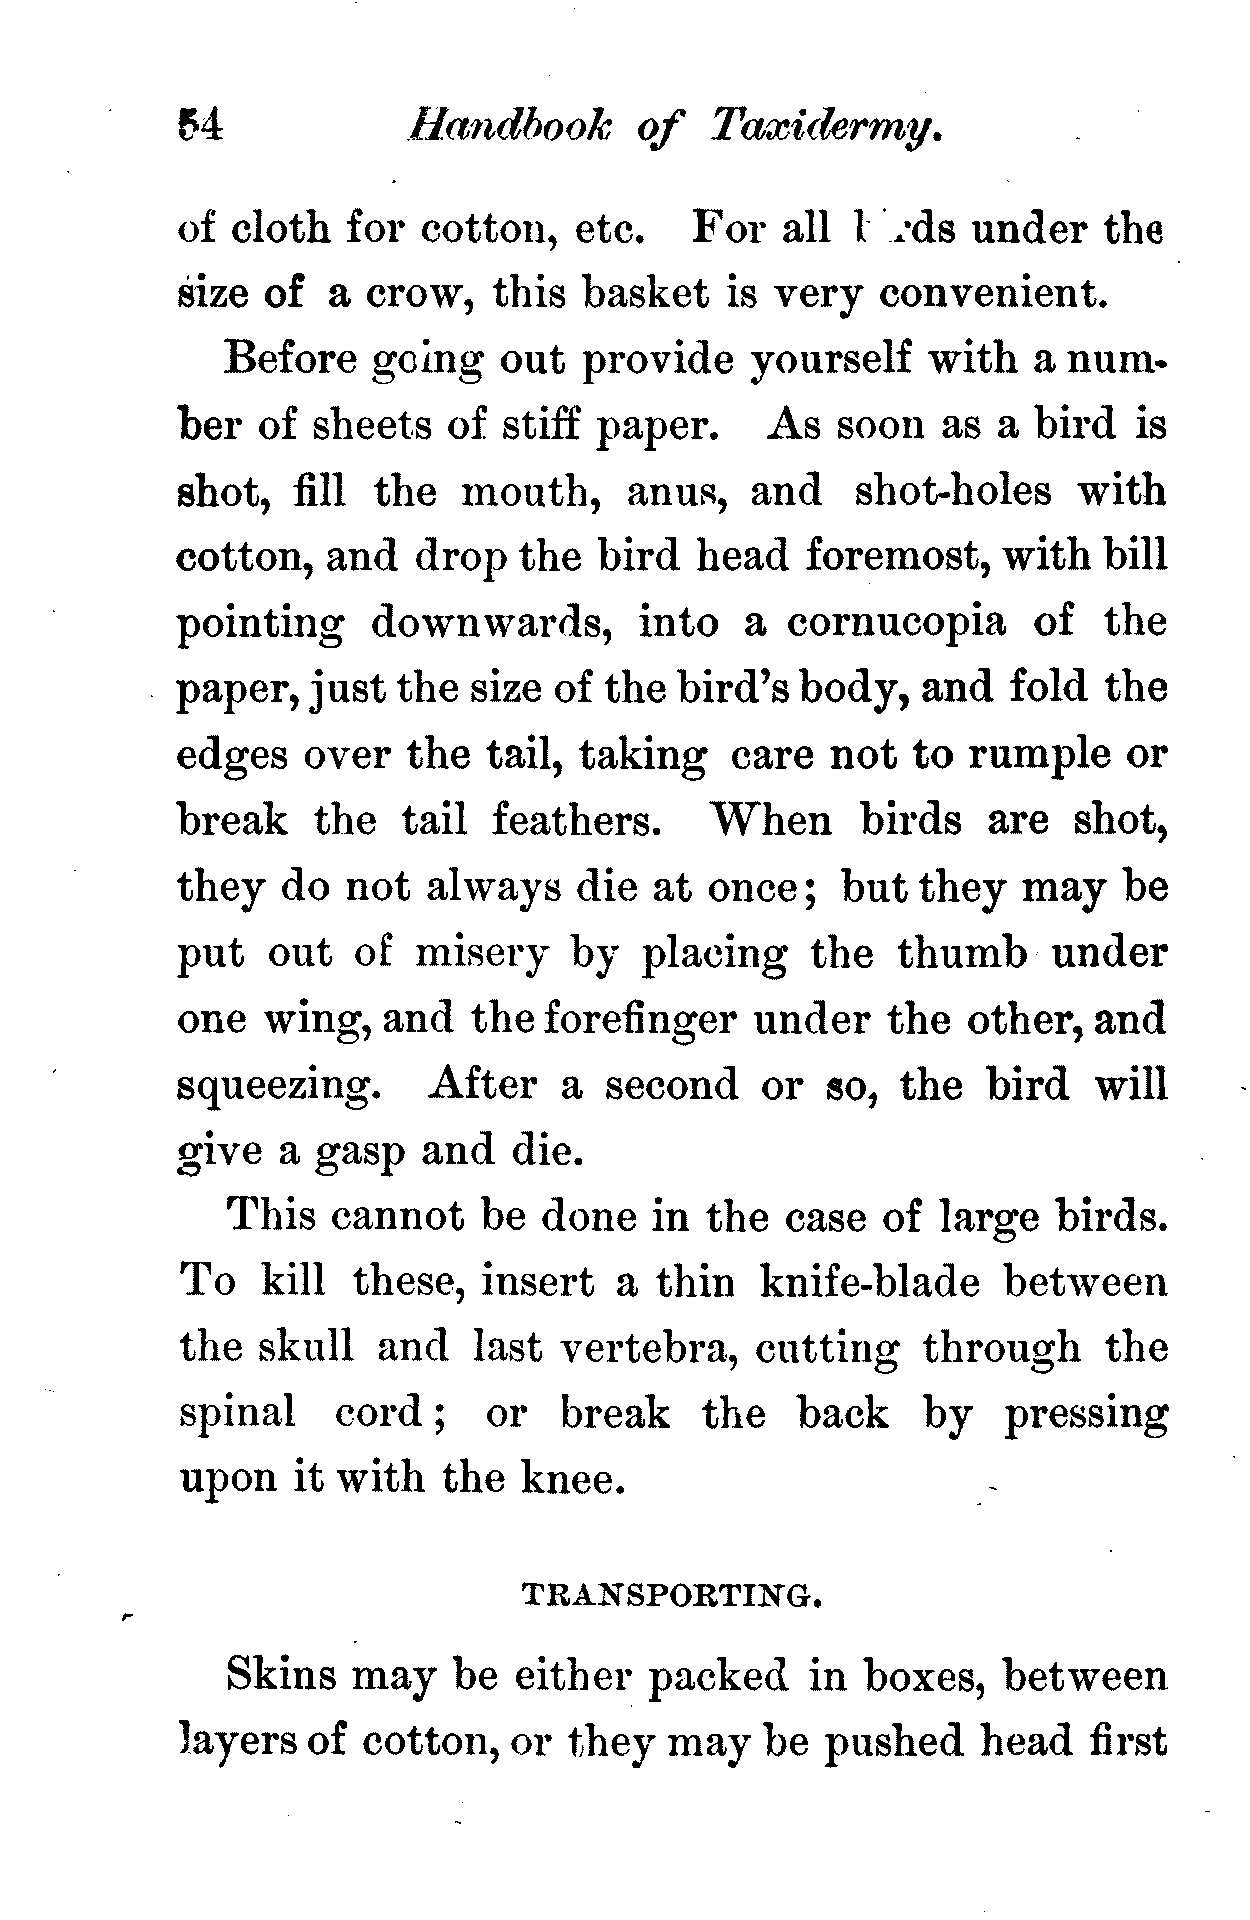 54 Handbook of Taxidermy.
of cloth for cotton, etc. For all birds under the
size of a crow, this basket is very convenient.
Before going out provide yourself with a num-
ber of sheets of stiff paper. As soon as a bird is
shot, fill the mouth, anus, and shot-holes with
cotton, and drop the bird head foremost, with bill
pointing downwards, into a cornucopia of the
paper, just the size of the bird's body, and fold the
edges over the tail, taking care not to rumple or
break the tail feathers. When birds are shot,
they do not always die at once; but they may be
put out of misery by placing the thumb under
one wing, and the forefinger under the other, and
squeezing. After a second or so, the bird will
give a gasp and die.
This cannot be done in the case of large birds.
To kill these, insert a thin knife-blade between
the skull and last vertebra, cutting through the
spinal cord; or break the back by pressing
upon it with the knee.
TRANSPORTING.
Skins may be either packed in boxes, between
layers of cotton, or they may be pushed head first